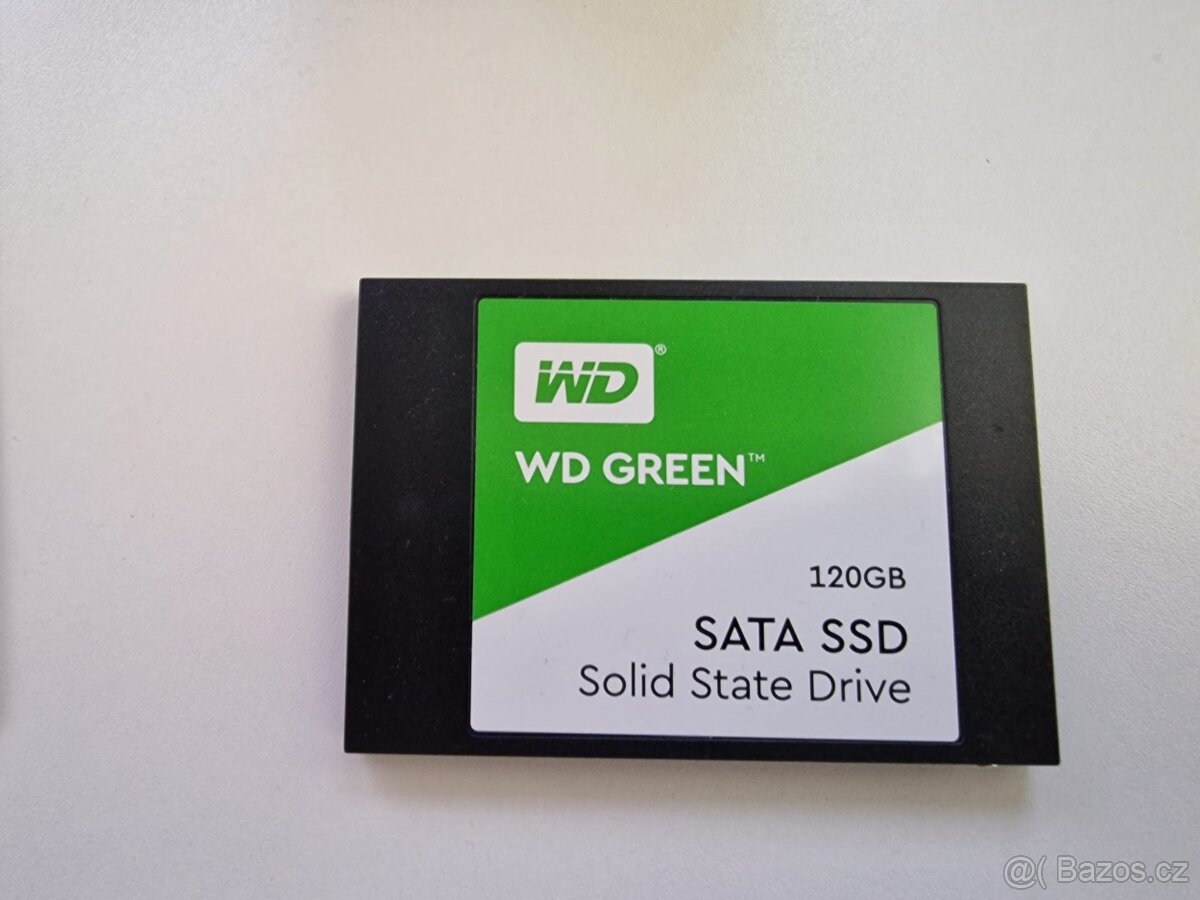 WD®
WD GREEN™
120GB
SATA SSD
Solid State Drive
@( Bazos.cz